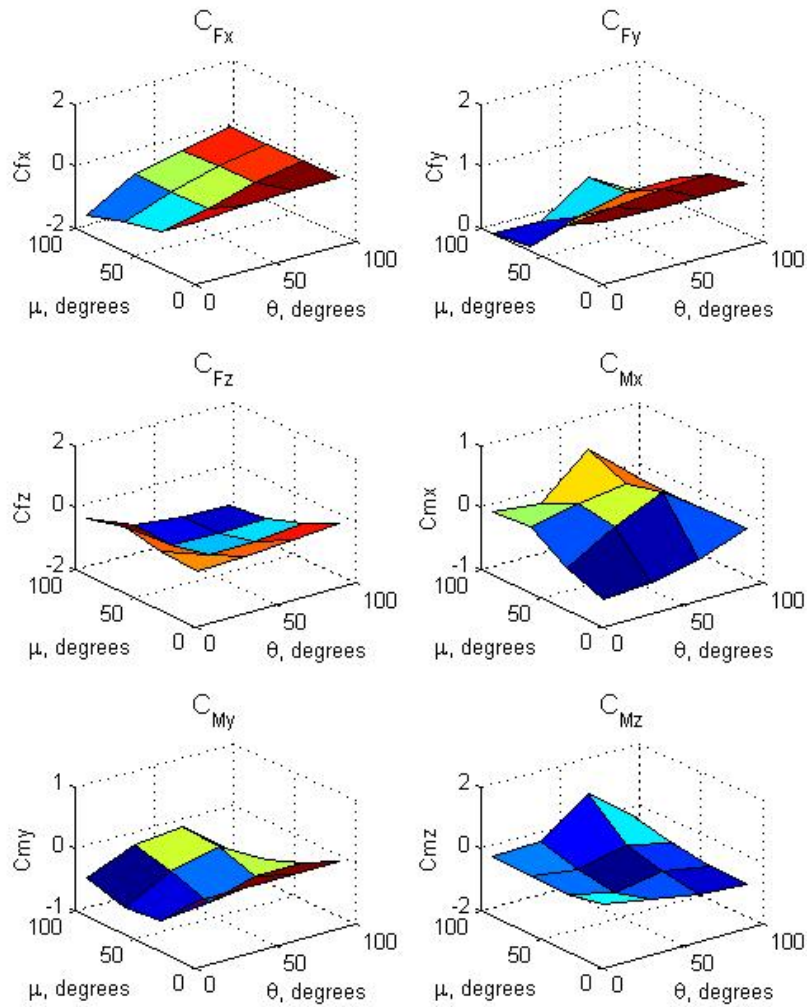 C_Fx
C_Fy
2
0
-2
Cfx
100
50
0
μ, degrees
0
50
100
θ, degrees
2
1
0
Cfy
100
50
0
μ, degrees
0
50
100
θ, degrees
C_Fz
C_Mx
2
0
-2
Cfz
100
50
0
μ, degrees
0
50
100
θ, degrees
1
0
-1
Cmx
100
50
0
μ, degrees
0
50
100
θ, degrees
C_My
C_Mz
1
0
-1
Cmy
100
50
0
μ, degrees
0
50
100
θ, degrees
2
0
-2
Cmz
100
50
0
μ, degrees
0
50
100
θ, degrees